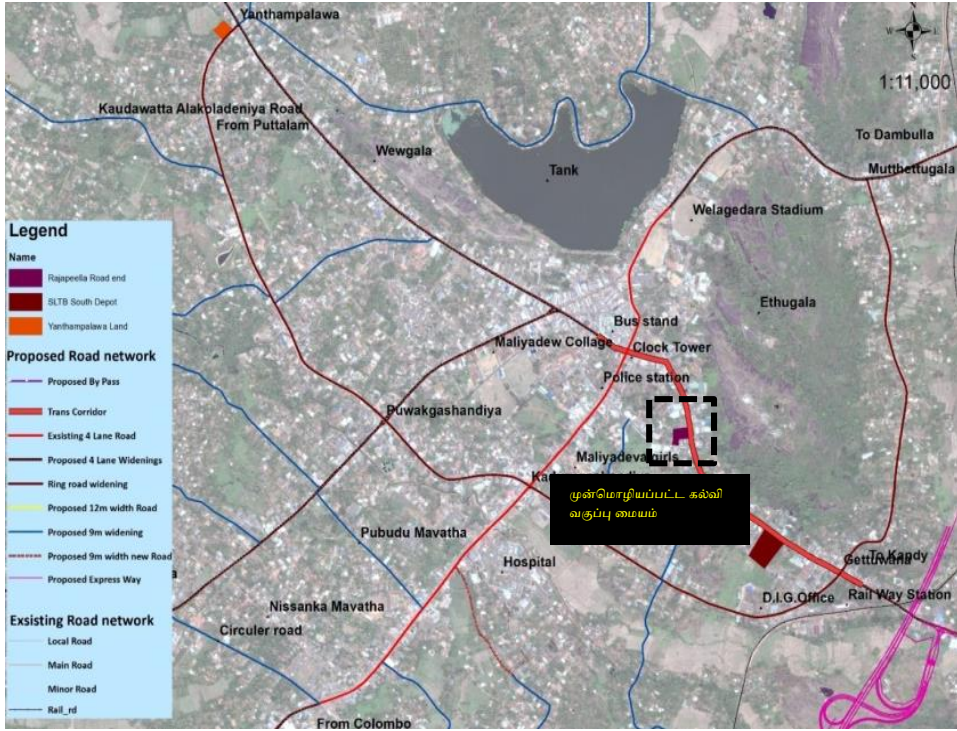 Yanthampalawa
W
E
1:11,000
Kaudawatta Alakoladeniya Road
From Puttalam
To Dambulla
Wewgala
Mutthettugala
Tank
Welagedara Stadium
Legend
Name
Rajapeella Road end
SLTB South Depot
Yanthampalawa Land
Ethugala
Bus stand
Maliyadew Collage
Clock Tower
Proposed Road network
Proposed By Pass
Police station
Trans Corridor
Puwakgashandiya
Exsisting 4 Lane Road
Proposed 4 Lane Widenings
Maliyadeva girls
Ring road widening
முன்மொழியப்பட்ட கல்வி
வகுப்பு மையம்
Proposed 12m width Road
Proposed 9m widening
Pubudu Mavatha
Proposed 9m width new Road
To Kandy
Hospital
Proposed Express Way
D.I.G.Office
Rail Way Station
Nissanka Mavatha
Exsisting Road network
Circuler road
Local Road
Main Road
Minor Road
Rail_rd
From Colombo